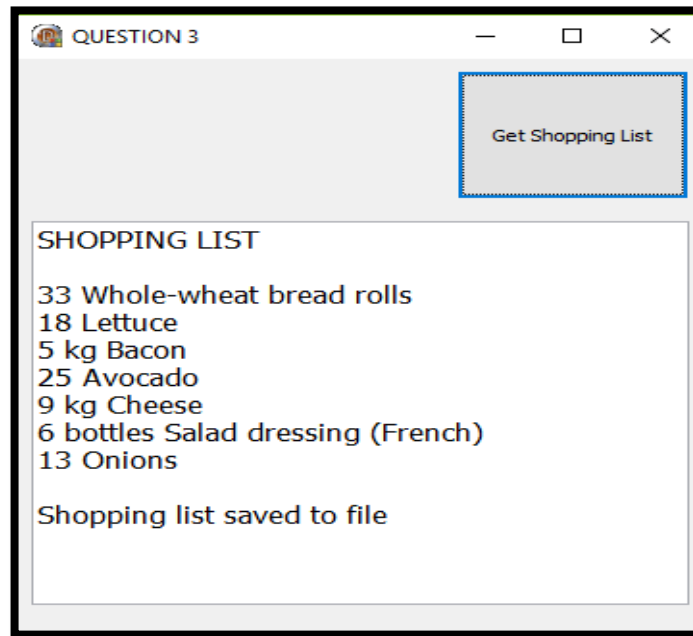 QUESTION 3
Get Shopping List
SHOPPING LIST
33 Whole-wheat bread rolls
18 Lettuce
5 kg Bacon
25 Avocado
9 kg Cheese
6 bottles Salad dressing (French)
13 Onions
Shopping list saved to file